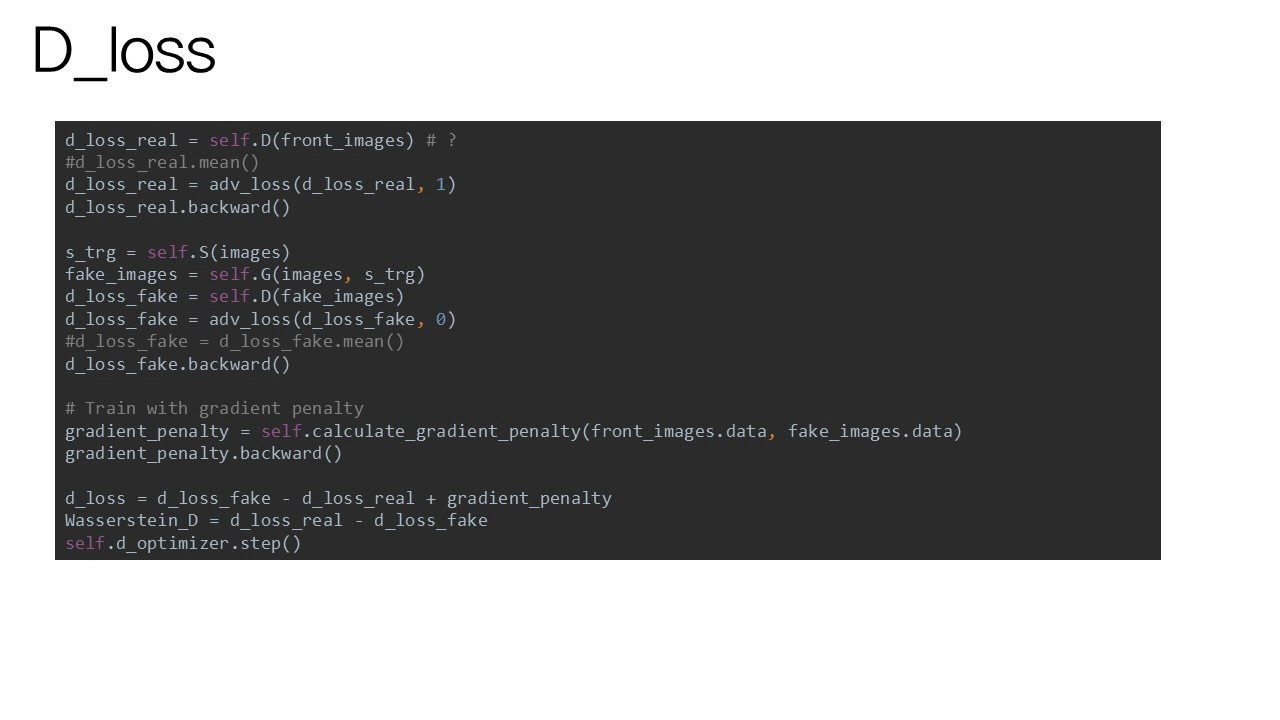 D_loss
d_loss_real = self.D(front_images) # ?
#d_loss_real.mean()
d_loss_real = adv_loss(d_loss_real, 1)
d_loss_real.backward()
s_trg = self.S(images)
fake_images = self.G(images, s_trg)
d_loss_fake = self.D(fake_images)
d_loss_fake = adv_loss(d_loss_fake, 0)
#d_loss_fake = d_loss_fake.mean()
d_loss_fake.backward()
# Train with gradient penalty
gradient_penalty = self.calculate_gradient_penalty(front_images.data, fake_images.data)
gradient_penalty.backward()
d_loss = d_loss_fake - d_loss_real + gradient_penalty
Wasserstein_D = d_loss_real - d_loss_fake
self.d_optimizer.step()